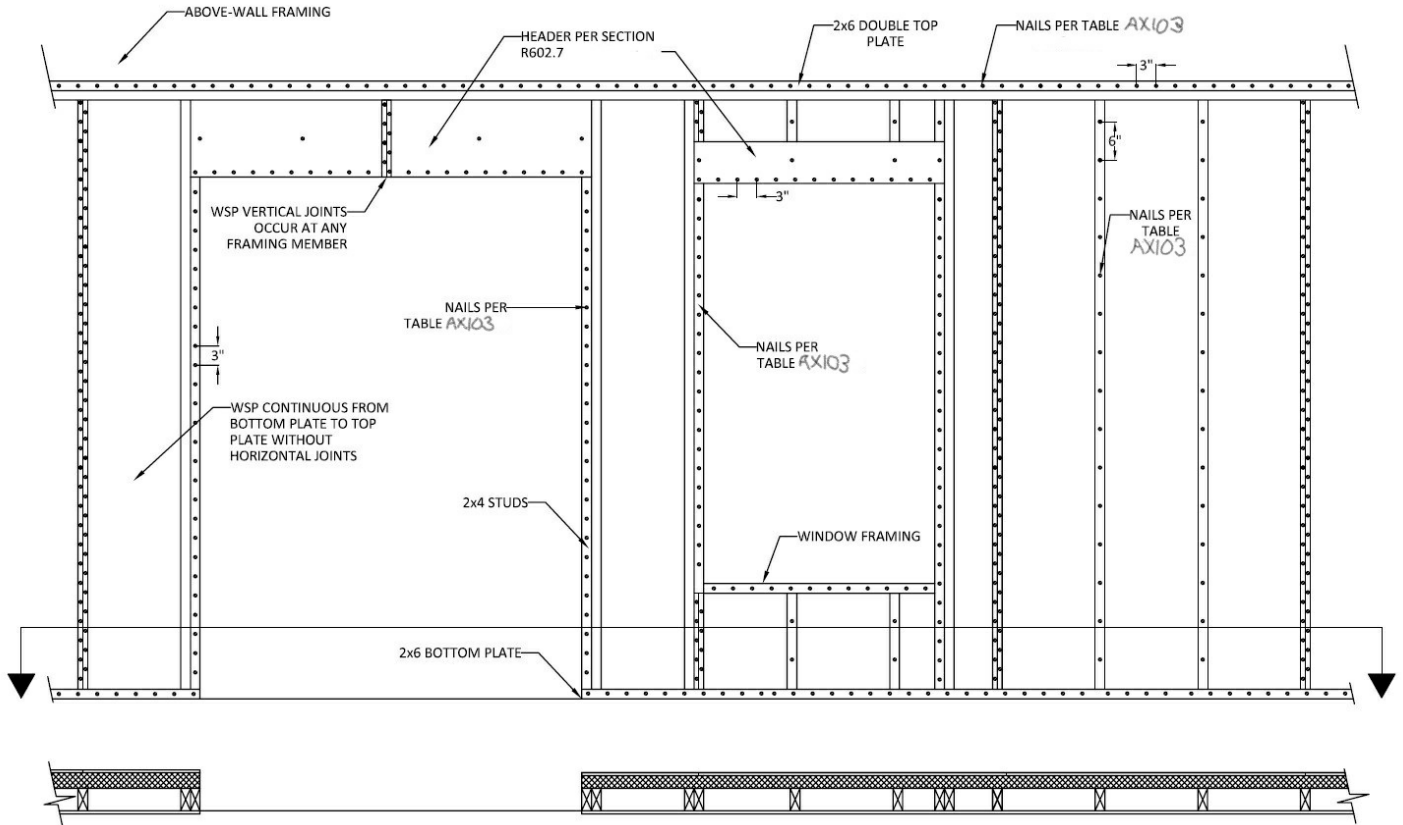 ABOVE-WALL FRAMING
HEADER PER SECTION
R602.7
2x6 DOUBLE TOP
PLATE
NAILS PER TABLE AX103
3"
6"
3"
WSP VERTICAL JOINTS
OCCUR AT ANY
FRAMING MEMBER
NAILS PER
TABLE
AX103
NAILS PER
TABLE AX103
3"
NAILS PER
TABLE AX103
WSP CONTINUOUS FROM
BOTTOM PLATE TO TOP
PLATE WITHOUT
HORIZONTAL JOINTS
2x4 STUDS
WINDOW FRAMING
2x6 BOTTOM PLATE